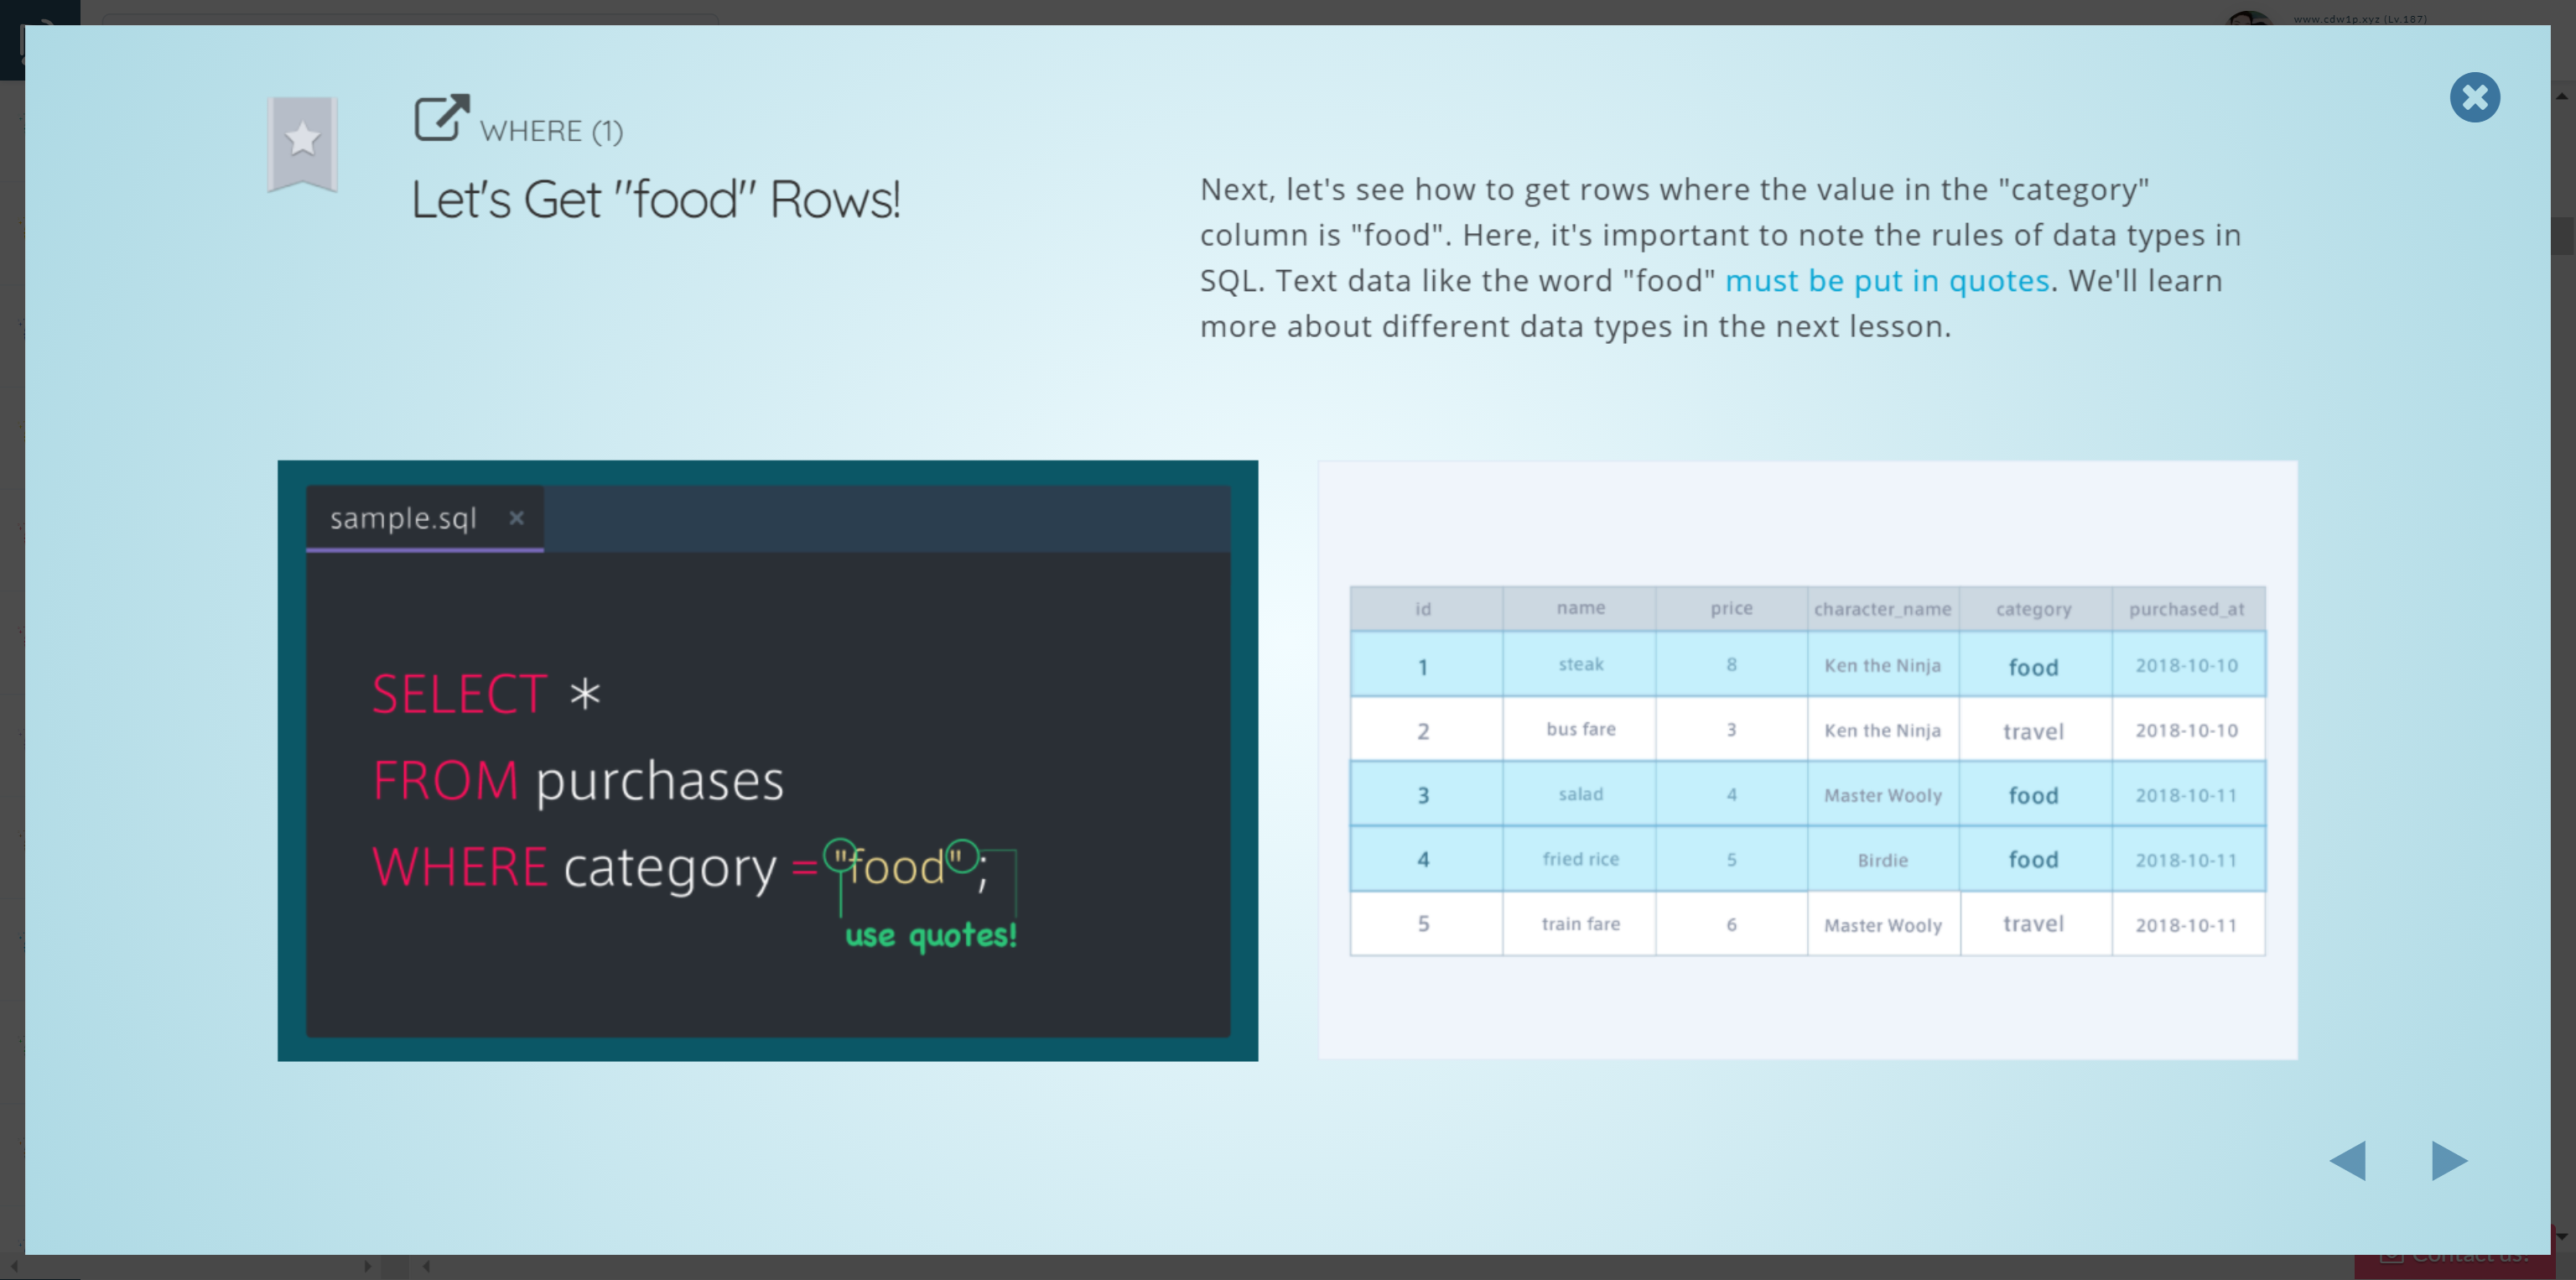 www.cdw1p.xyz (Lv.187)
WHERE (1)
Let's Get "food" Rows!
Next, let's see how to get rows where the value in the "category"
column is "food". Here, it's important to note the rules of data types in
SQL. Text data like the word "food" must be put in quotes. We'll learn
more about different data types in the next lesson.
sample.sql ×
SELECT *
FROM purchases
WHERE category = "food";
use quotes!
id name price character_name category purchased_at
1 steak 8 Ken the Ninja food 2018-10-10
2 bus fare 3 Ken the Ninja travel 2018-10-10
3 salad 4 Master Wooly food 2018-10-11
4 fried rice 5 Birdie food 2018-10-11
5 train fare 6 Master Wooly travel 2018-10-11
Contact us!